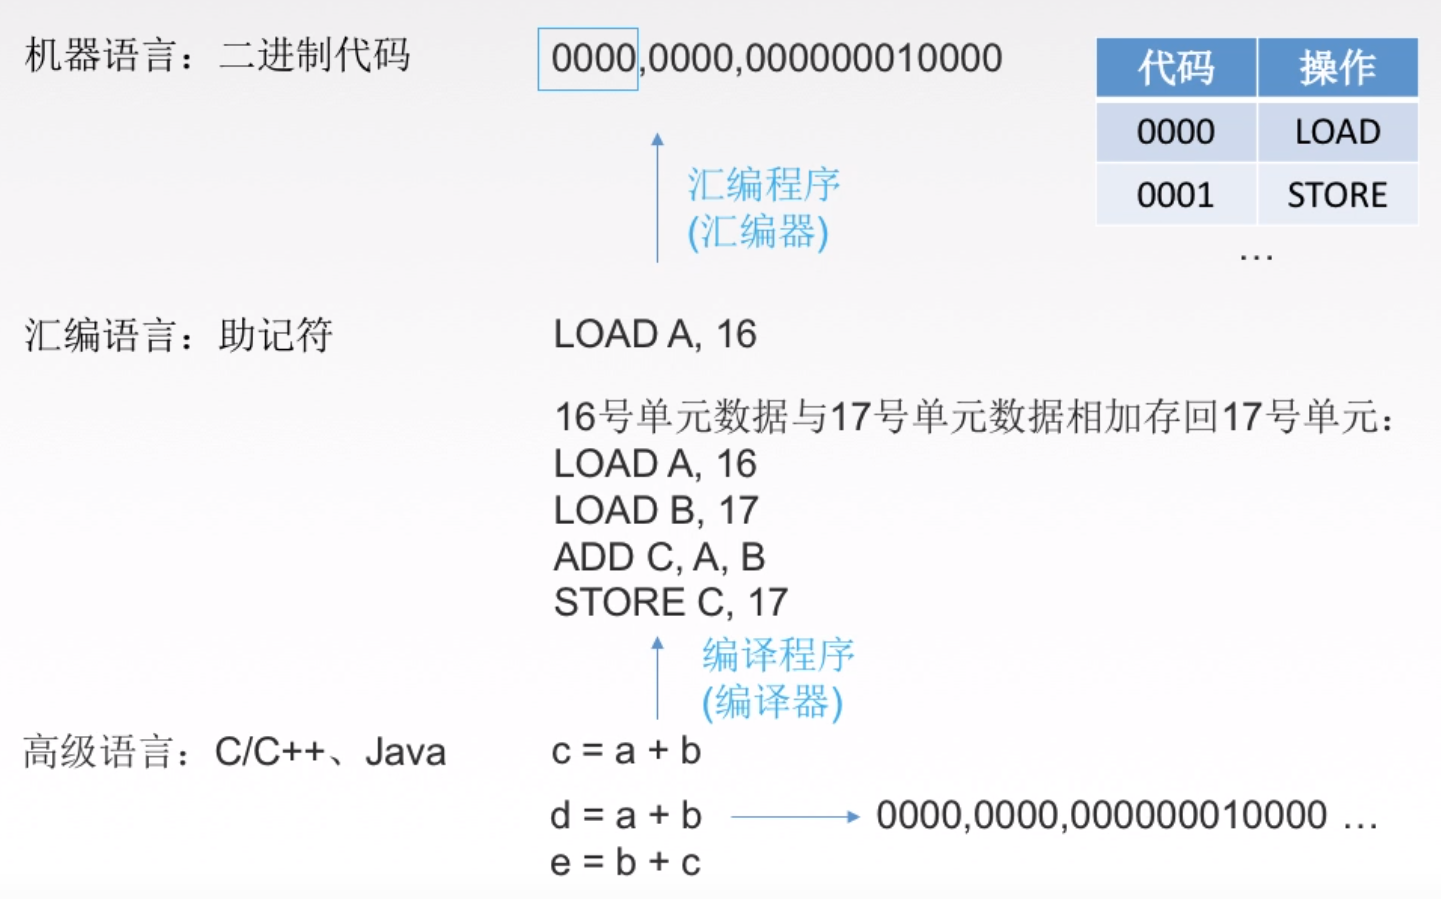 机器语言：二进制代码
0000,0000,000000010000
代码 操作
0000 LOAD
0001 STORE
…
汇编程序
(汇编器)
汇编语言：助记符
LOAD A, 16
16号单元数据与17号单元数据相加存回17号单元：
LOAD A, 16
LOAD B, 17
ADD C, A, B
STORE C, 17
编译程序
(编译器)
高级语言：C/C++、Java
c = a + b
d = a + b
0000,0000,000000010000 …
e = b + c